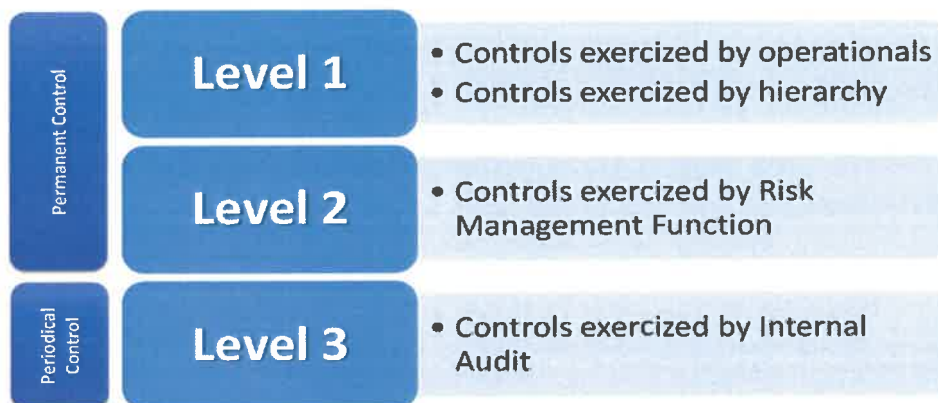 Permanent Control
Level 1
• Controls exercized by operationals
• Controls exercized by hierarchy
Level 2
• Controls exercized by Risk
Management Function
Periodical
Control
Level 3
• Controls exercized by Internal
Audit